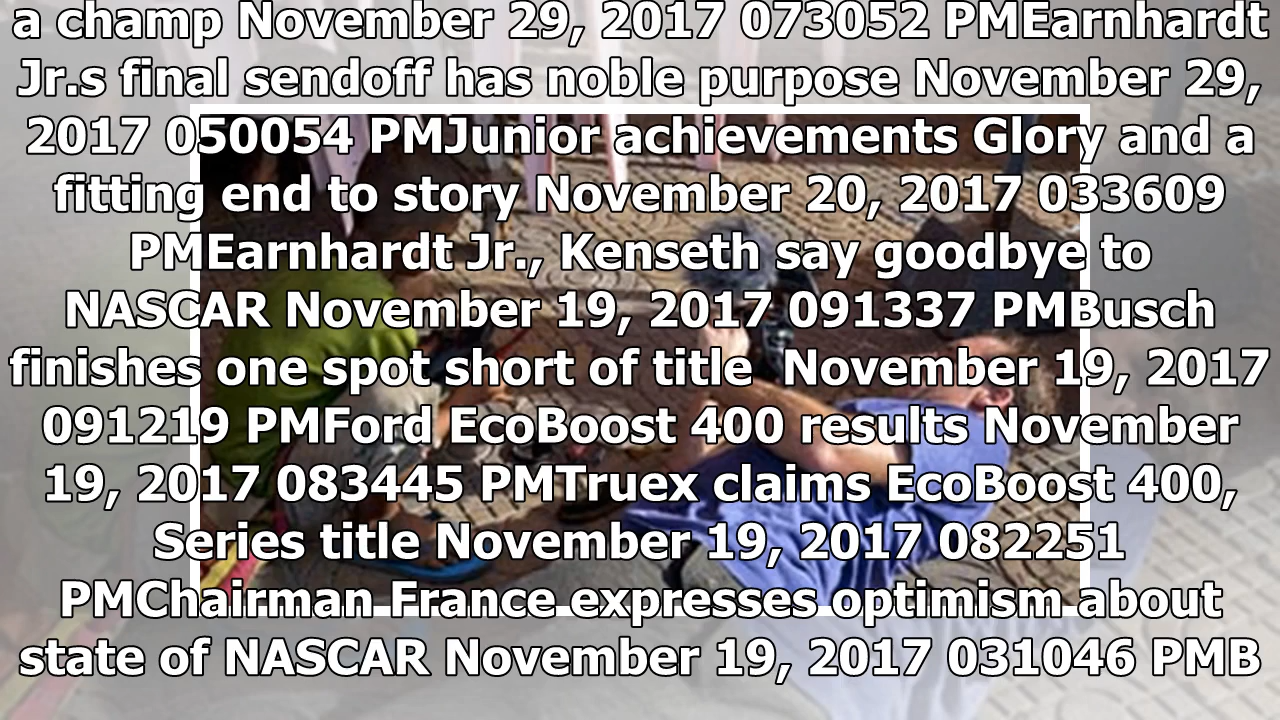 a champ November 29, 2017 073052 PMEarnhardt
Jr.s final sendoff has noble purpose November 29,
2017 050054 PMJunior achievements Glory and a
fitting end to story November 20, 2017 033609
PMEarnhardt Jr., Kenseth say goodbye to
NASCAR November 19, 2017 091337 PMBusch
finishes one spot short of title  November 19, 2017
091219 PMFord EcoBoost 400 results November
19, 2017 083445 PMTruex claims EcoBoost 400,
Series title November 19, 2017 082251
PMChairman France expresses optimism about
state of NASCAR November 19, 2017 031046 PMB